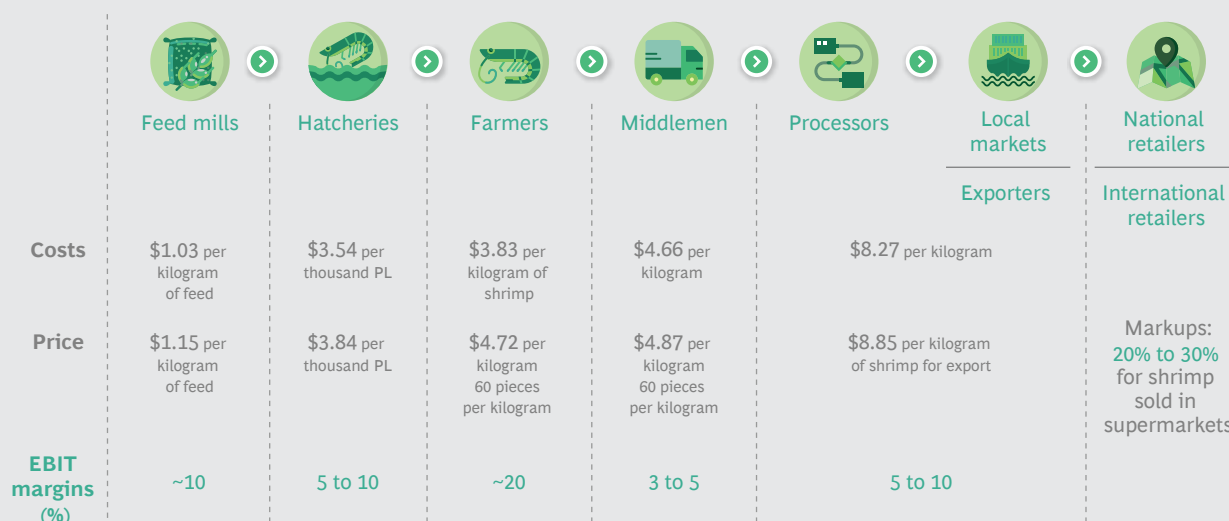 Feed mills
Hatcheries
Farmers
Middlemen
Processors
Local
markets
National
retailers
Exporters
International
retailers
Costs
$1.03 per
kilogram
of feed
$3.54 per
thousand PL
$3.83 per
kilogram of
shrimp
$4.66 per
kilogram
$8.27 per kilogram
Price
$1.15 per
kilogram
of feed
$3.84 per
thousand PL
$4.72 per
kilogram
60 pieces
per kilogram
$4.87 per
kilogram
60 pieces
per kilogram
$8.85 per kilogram
of shrimp for export
Markups:
20% to 30%
for shrimp
sold in
supermarkets
EBIT
margins
(%)
~10
5 to 10
~20
3 to 5
5 to 10